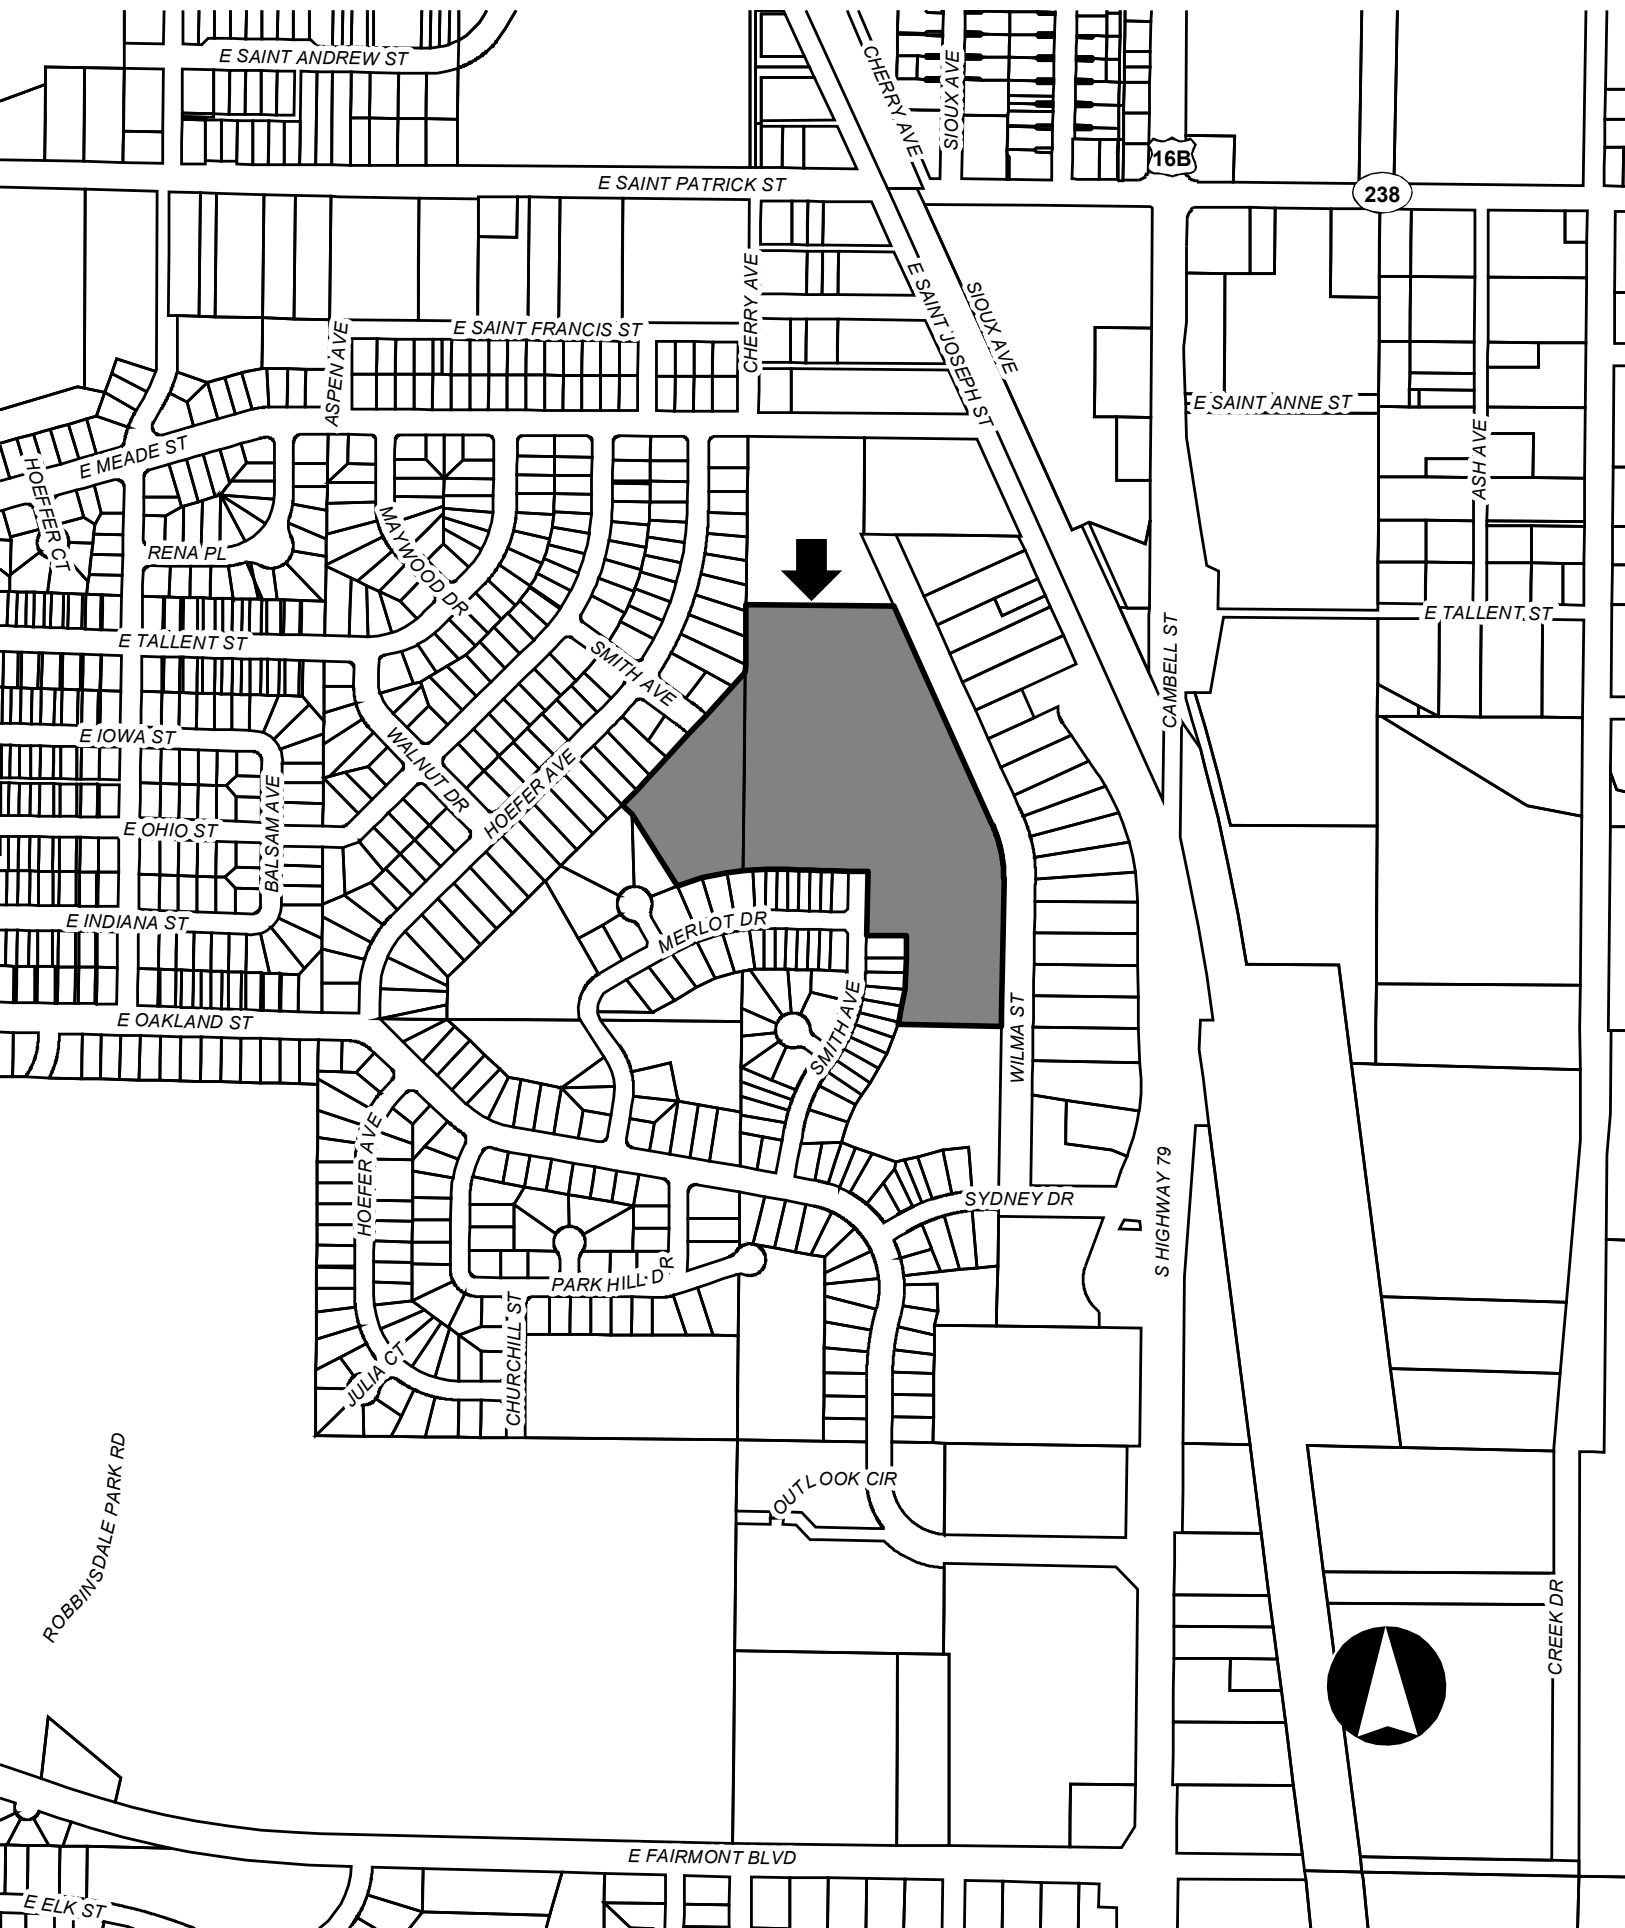 E SAINT ANDREW ST
CHERRY AVE
SIOUX AVE
16B
E SAINT PATRICK ST
238
CHERRY AVE
E SAINT JOSEPH ST
SIOUX AVE
E SAINT FRANCIS ST
ASPEN AVE
E SAINT ANNE ST
E MEADE ST
ASH AVE
HOEFFER CT
MAYWOOD DR
RENA PL
E TALLENT ST
E TALLENT ST
SMITH AVE
CAMBELL ST
E IOWA ST
WALNUT DR
HOEFER AVE
BALSAM AVE
E OHIO ST
E INDIANA ST
MERLOT DR
E OAKLAND ST
SMITH AVE
WILMA ST
HOEFER AVE
SYDNEY DR
S HIGHWAY 79
PARK HILL DR
CHURCHILL ST
JULIA CT
OUTLOOK CIR
ROBBINSDALE PARK RD
CREEK DR
E FAIRMONT BLVD
E ELK ST